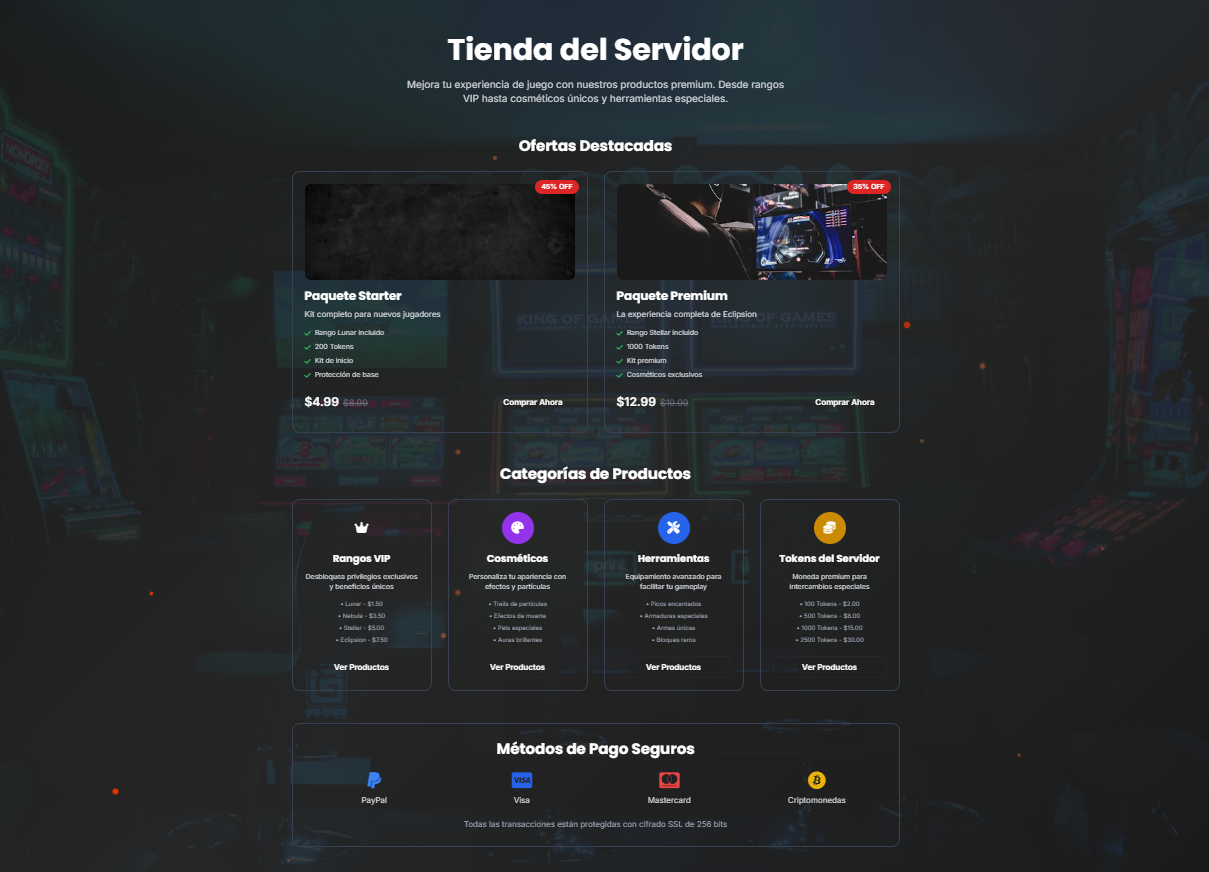 Tienda del Servidor
Mejora tu experiencia de juego con nuestros productos premium. Desde rangos
VIP hasta cosméticos únicos y herramientas especiales.
Ofertas Destacadas
MONOPOLY
45% OFF
35% OFF
Paquete Starter
Kit completo para nuevos jugadores
Rango Lunar incluido
200 Tokens
Kit de inicio
Protección de base
$4.99 $8.99
Comprar Ahora
Paquete Premium
La experiencia completa de Eclipsion
Rango Stellar incluido
1000 Tokens
Kit premium
Cosméticos exclusivos
$12.99 $19.99
Comprar Ahora
KING OF GAMES
KING OF GAMES
Categorías de Productos
Rangos VIP
Desbloquea privilegios exclusivos
y beneficios únicos
• Lunar - $1.50
• Nebula - $3.50
• Stellar - $5.00
• Eclipsion - $7.50
Ver Productos
Cosméticos
Personaliza tu apariencia con
efectos y partículas
• Trails de partículas
• Efectos de muerte
• Pets especiales
• Auras brillantes
Ver Productos
Herramientas
Equipamiento avanzado para
facilitar tu gameplay
• Picos encantados
• Armaduras especiales
• Armas únicas
• Bloques raros
Ver Productos
Tokens del Servidor
Moneda premium para
intercambios especiales
• 100 Tokens - $2.00
• 500 Tokens - $8.00
• 1000 Tokens - $15.00
• 2500 Tokens - $30.00
Ver Productos
Métodos de Pago Seguros
VISA
PayPal
Visa
Mastercard
Criptomonedas
Todas las transacciones están protegidas con cifrado SSL de 256 bits